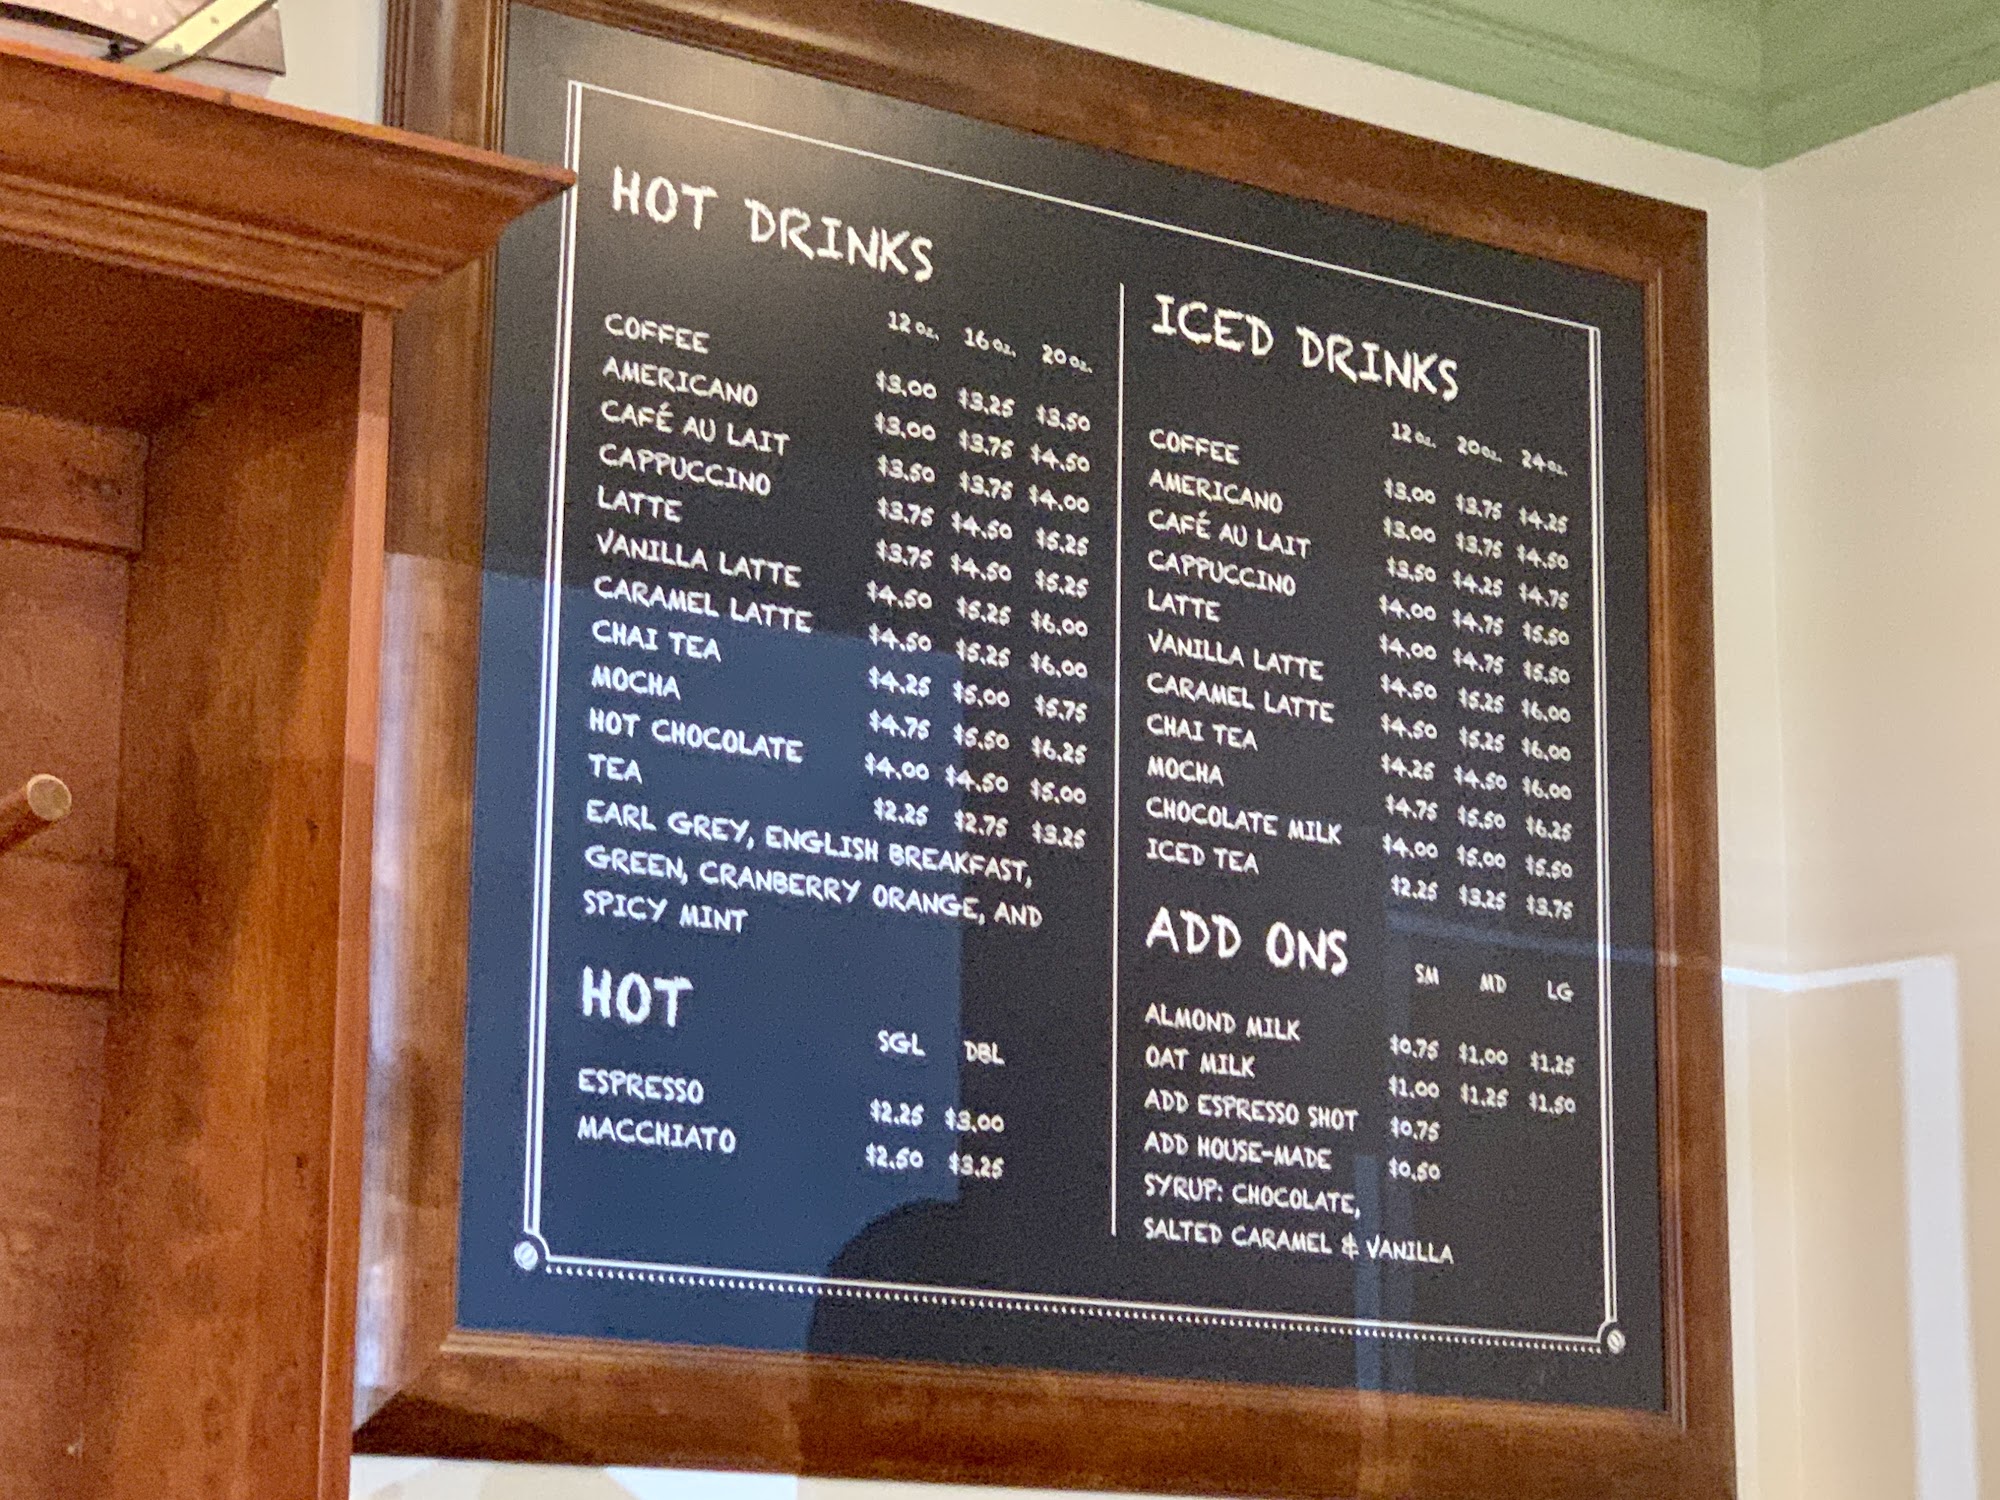 HOT DRINKS
12 oz. 16 oz. 20 oz.
COFFEE $3.00 $3.25 $3.50
AMERICANO $3.00 $3.75 $4.50
CAFÉ AU LAIT $3.50 $3.75 $4.00
CAPPUCCINO $3.75 $4.50 $5.25
LATTE $3.75 $4.50 $5.25
VANILLA LATTE $4.50 $5.25 $6.00
CARAMEL LATTE $4.50 $5.25 $6.00
CHAI TEA $4.25 $5.00 $5.75
MOCHA $4.75 $5.50 $6.25
HOT CHOCOLATE $4.00 $4.50 $5.00
TEA $2.25 $2.75 $3.25
EARL GREY, ENGLISH BREAKFAST,
GREEN, CRANBERRY ORANGE, AND
SPICY MINT
HOT
SGL DBL
ESPRESSO $2.25 $3.00
MACCHIATO $2.50 $3.25
ICED DRINKS
12 oz. 20 oz. 24 oz.
COFFEE $3.00 $3.75 $4.25
AMERICANO $3.00 $3.75 $4.50
CAFÉ AU LAIT $3.50 $4.25 $4.75
CAPPUCCINO $4.00 $4.75 $5.50
LATTE $4.00 $4.75 $5.50
VANILLA LATTE $4.50 $5.25 $6.00
CARAMEL LATTE $4.50 $5.25 $6.00
CHAI TEA $4.25 $4.50 $6.00
MOCHA $4.75 $5.50 $6.25
CHOCOLATE MILK $4.00 $5.00 $5.50
ICED TEA $2.25 $3.25 $3.75
ADD ONS
SM MD LG
ALMOND MILK $0.75 $1.00 $1.25
OAT MILK $1.00 $1.25 $1.50
ADD ESPRESSO SHOT $0.75
ADD HOUSE-MADE $0.50
SYRUP: CHOCOLATE,
SALTED CARAMEL & VANILLA